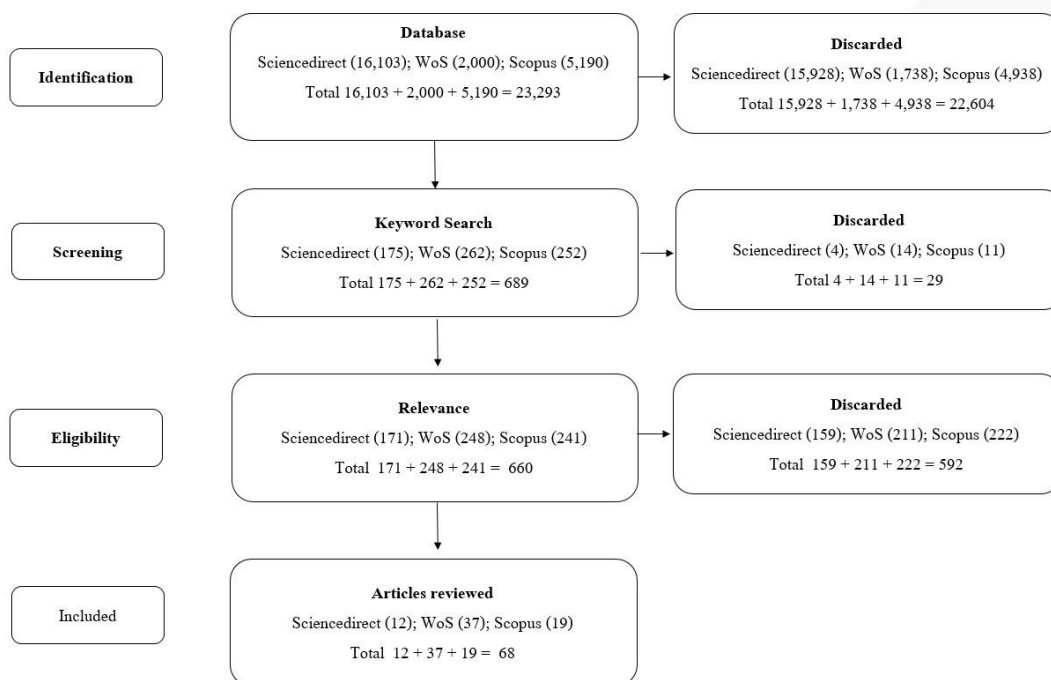 Identification
Database
Sciencedirect (16,103); WoS (2,000); Scopus (5,190)
Total 16,103 + 2,000 + 5,190 = 23,293
Discarded
Sciencedirect (15,928); WoS (1,738); Scopus (4,938)
Total 15,928 + 1,738 + 4,938 = 22,604
Screening
Keyword Search
Sciencedirect (175); WoS (262); Scopus (252)
Total 175 + 262 + 252 = 689
Discarded
Sciencedirect (4); WoS (14); Scopus (11)
Total 4 + 14 + 11 = 29
Eligibility
Relevance
Sciencedirect (171); WoS (248); Scopus (241)
Total 171 + 248 + 241 = 660
Discarded
Sciencedirect (159); WoS (211); Scopus (222)
Total 159 + 211 + 222 = 592
Included
Articles reviewed
Sciencedirect (12); WoS (37); Scopus (19)
Total 12 + 37 + 19 = 68